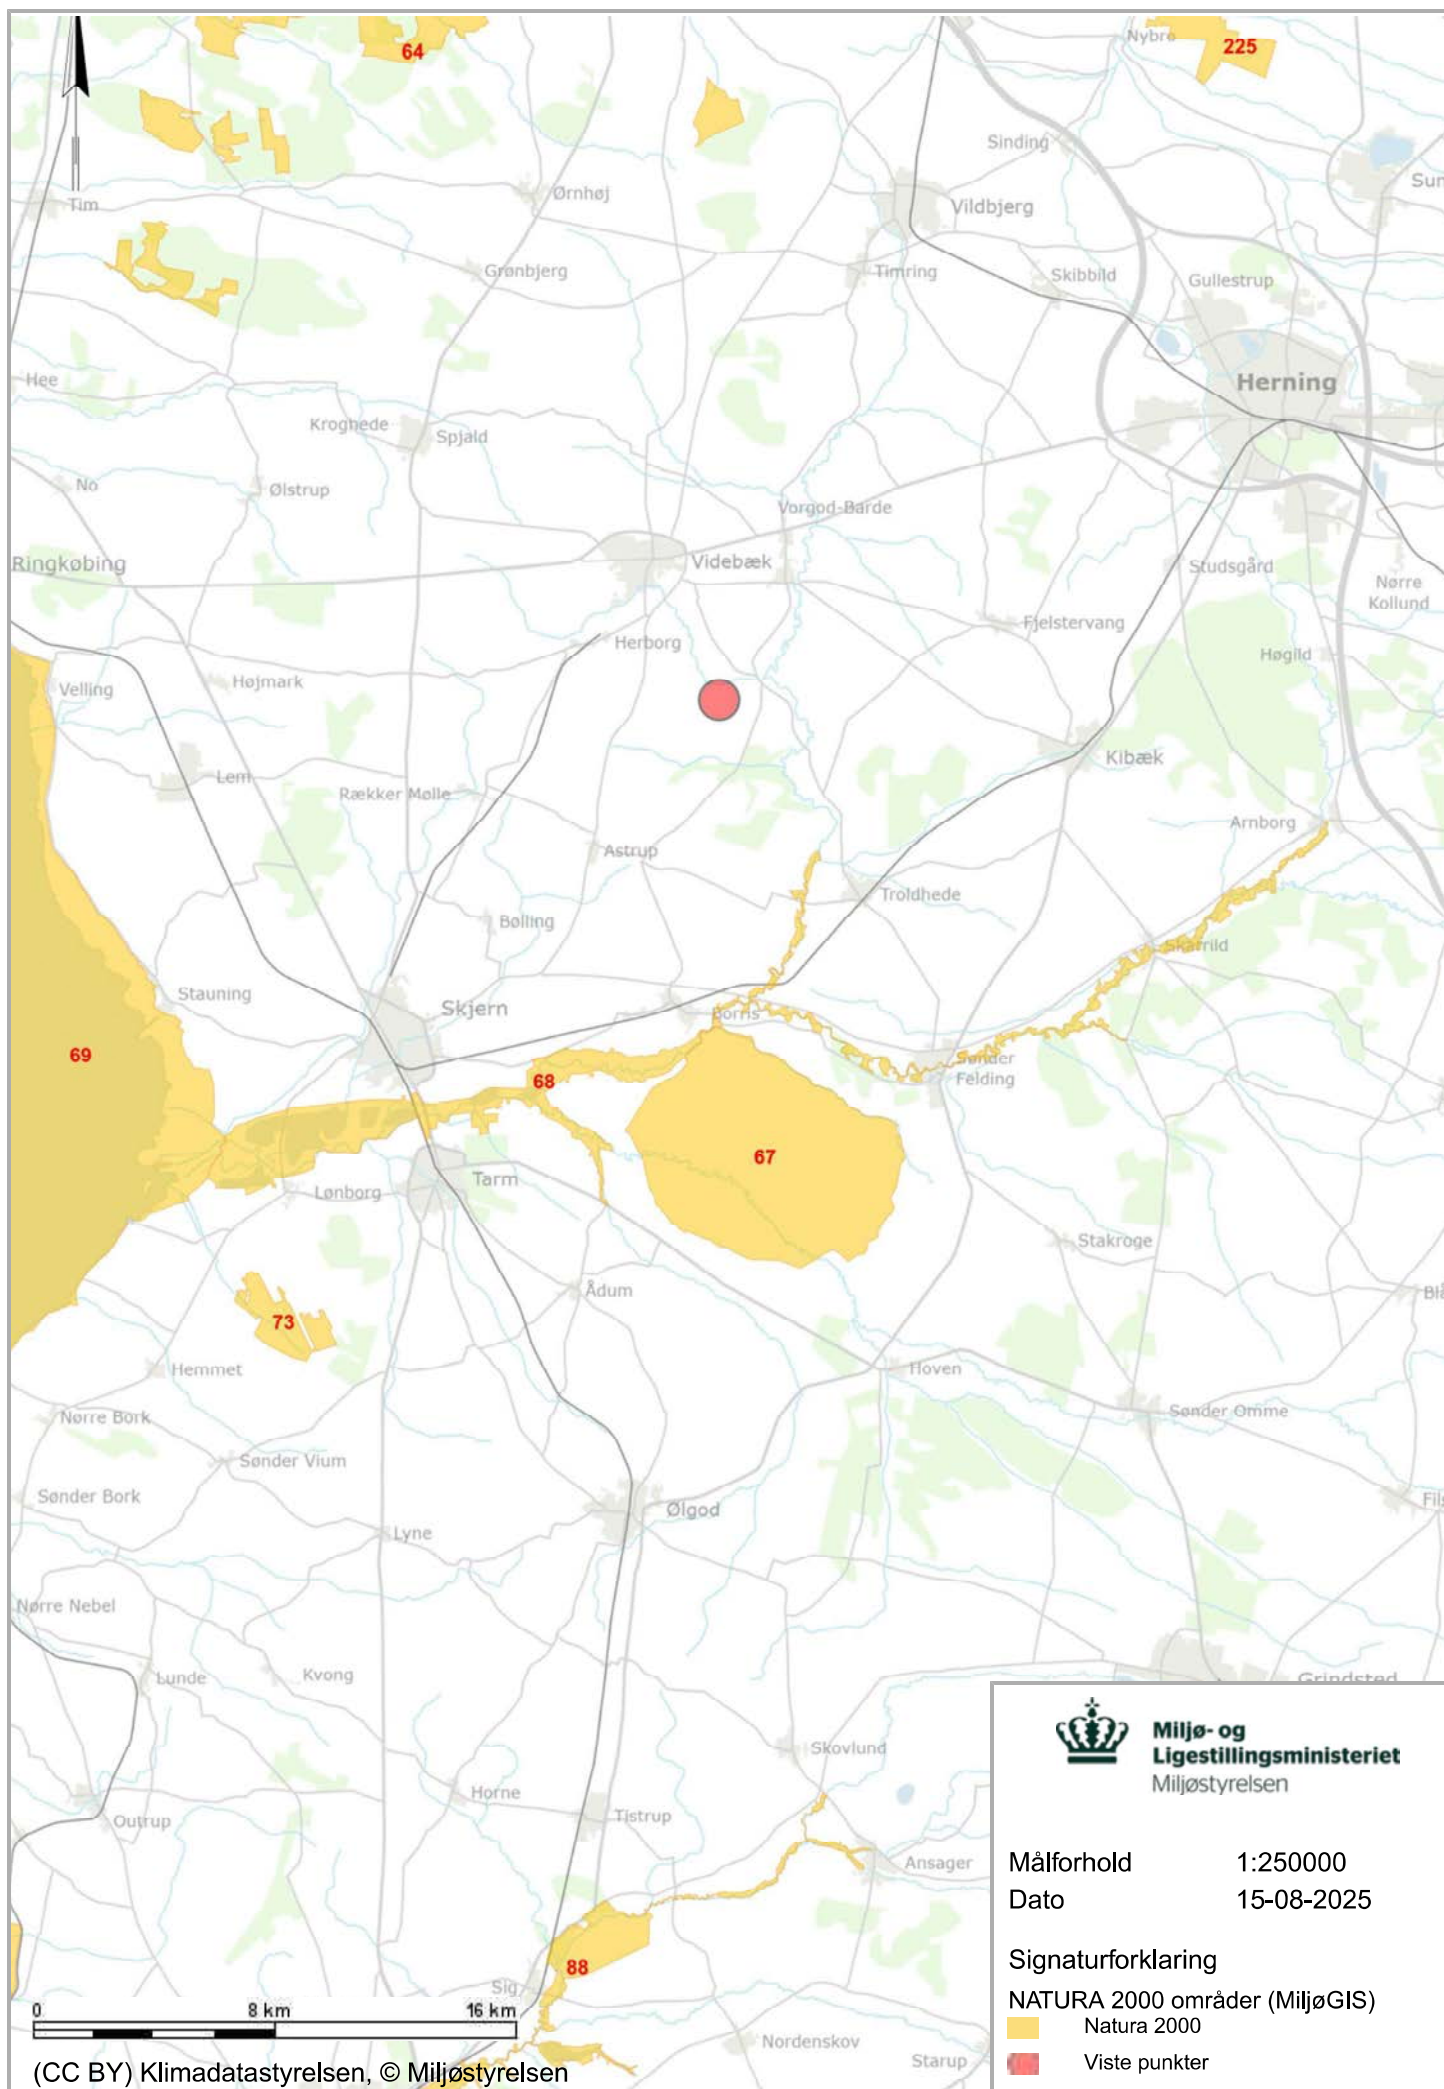 64
225
Nybro
Sinding
Sun
Tim
Ørnhøj
Vildbjerg
Grønbjerg
Timring
Skibbild
Gullestrup
Hee
Herning
Kroghede
Spjald
No
Ølstrup
Vorgod-Barde
Ringkøbing
Videbæk
Studsgård
Nørre
Kollund
Fjelstervang
Herborg
Høgild
Velling
Højmark
Lem
Kibæk
Rækker Mølle
Arnborg
Astrup
Troldhede
Bølling
Skarrild
Stauning
Skjern
Borris
69
Sønder
Felding
68
67
Tarm
Lønborg
Stakroge
Ådum
Blå
73
Hemmet
Hoven
Nørre Bork
Sønder Omme
Sønder Vium
Sønder Bork
Ølgod
Fils
Lyne
Nørre Nebel
Lunde
Kvong
Grindsted
Skovlund
Horne
Outrup
Tistrup
Ansager
88
Sig
Nordenskov
Starup
0 8 km 16 km
(CC BY) Klimadatastyrelsen, © Miljøstyrelsen
Miljø- og
Ligestillingsministeriet
Miljøstyrelsen
Målforhold 1:250000
Dato 15-08-2025
Signaturforklaring
NATURA 2000 områder (MiljøGIS)
Natura 2000
Viste punkter